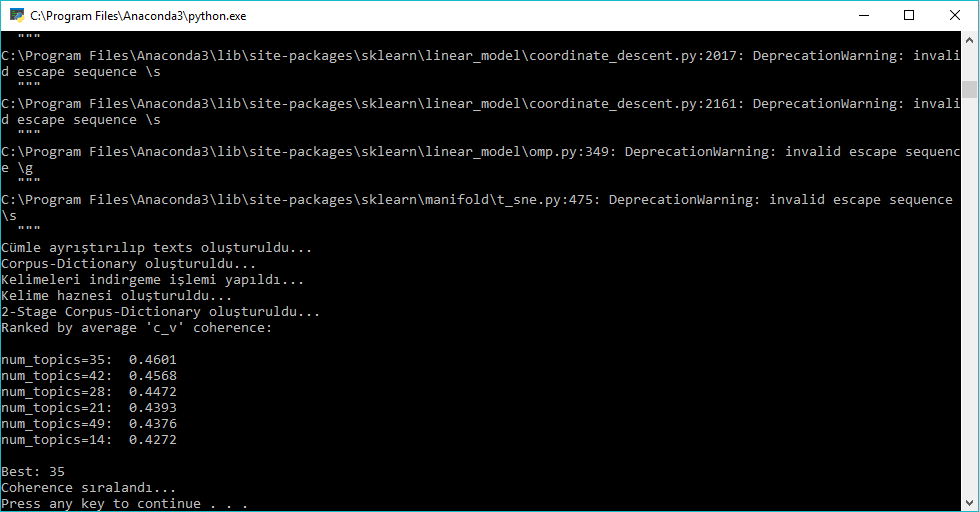 C:\Program Files\Anaconda3\python.exe
"""
C:\Program Files\Anaconda3\lib\site-packages\sklearn\linear_model\coordinate_descent.py:2017: DeprecationWarning: invali
d escape sequence \s
"""
C:\Program Files\Anaconda3\lib\site-packages\sklearn\linear_model\coordinate_descent.py:2161: DeprecationWarning: invali
d escape sequence \s
"""
C:\Program Files\Anaconda3\lib\site-packages\sklearn\linear_model\omp.py:349: DeprecationWarning: invalid escape sequenc
e \g
"""
C:\Program Files\Anaconda3\lib\site-packages\sklearn\manifold\t_sne.py:475: DeprecationWarning: invalid escape sequence
\s
"""
Cümle ayrıştırılıp texts oluşturuldu...
Corpus-Dictionary oluşturuldu...
Kelimeleri indirgeme işlemi yapıldı...
Kelime haznesi oluşturuldu...
2-Stage Corpus-Dictionary oluşturuldu...
Ranked by average 'c_v' coherence:
num_topics=35:  0.4601
num_topics=42:  0.4568
num_topics=28:  0.4472
num_topics=21:  0.4393
num_topics=49:  0.4376
num_topics=14:  0.4272
Best: 35
Coherence sıralandı...
Press any key to continue . . .